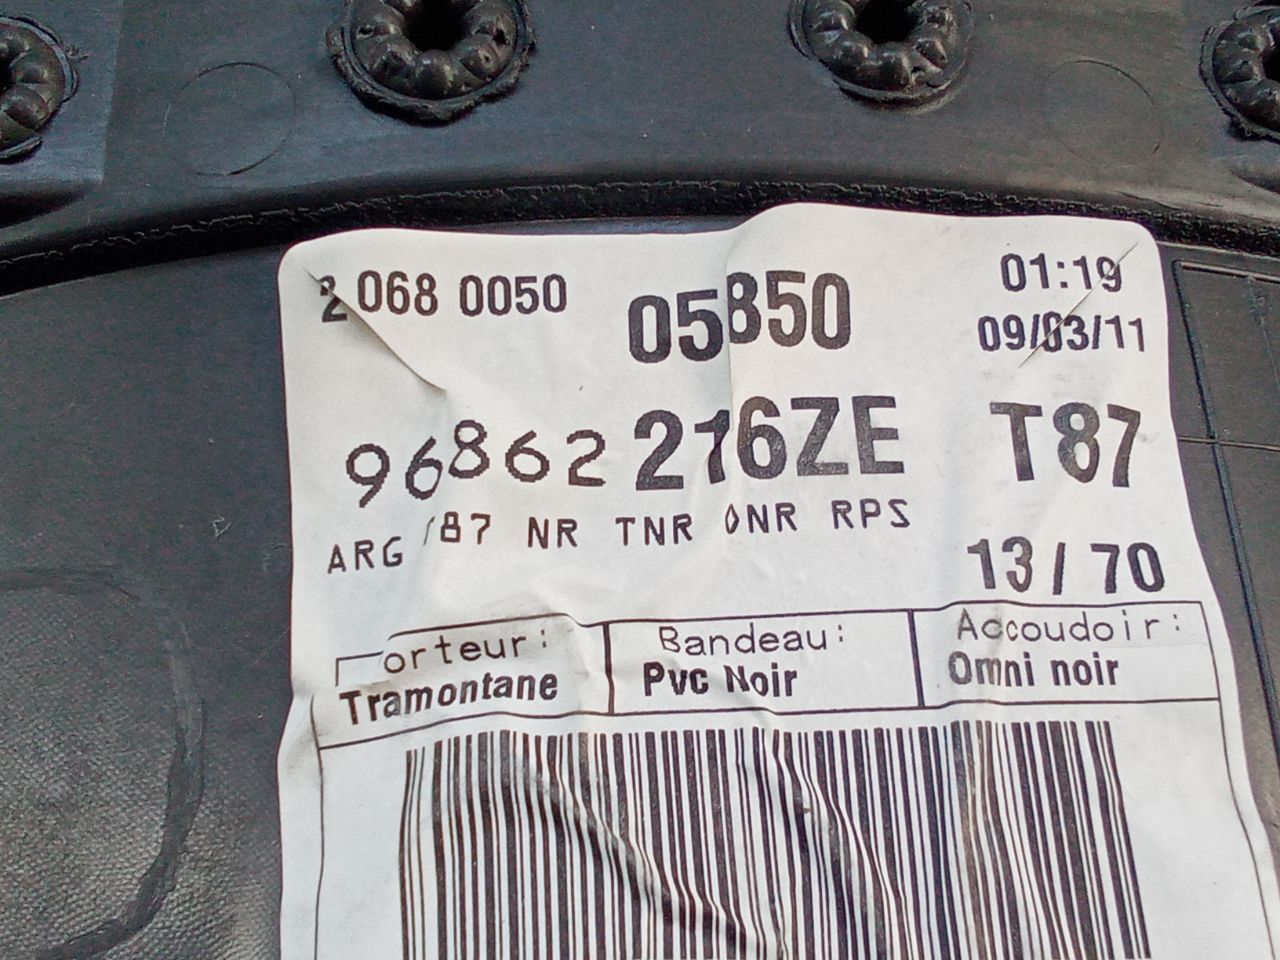 2 068 0050 05850 01:19
09/03/11
96862 216ZE T87
ARG /87 NR TNR ONR RPS
13 / 70
orteur: Bandeau: Accoudoir:
Tramontane Pvc Noir Omni noir